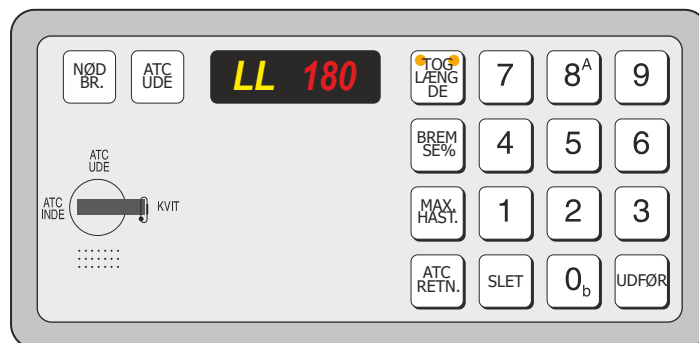 NØD
BR.
ATC
UDE
LL 180
TOG
LÆNG
DE
7
8A
9
BREM
SE%
4
5
6
ATC
UDE
ATC
INDE
KVIT
MAX.
HAST.
1
2
3
ATC
RETN.
SLET
0b
UDFØR